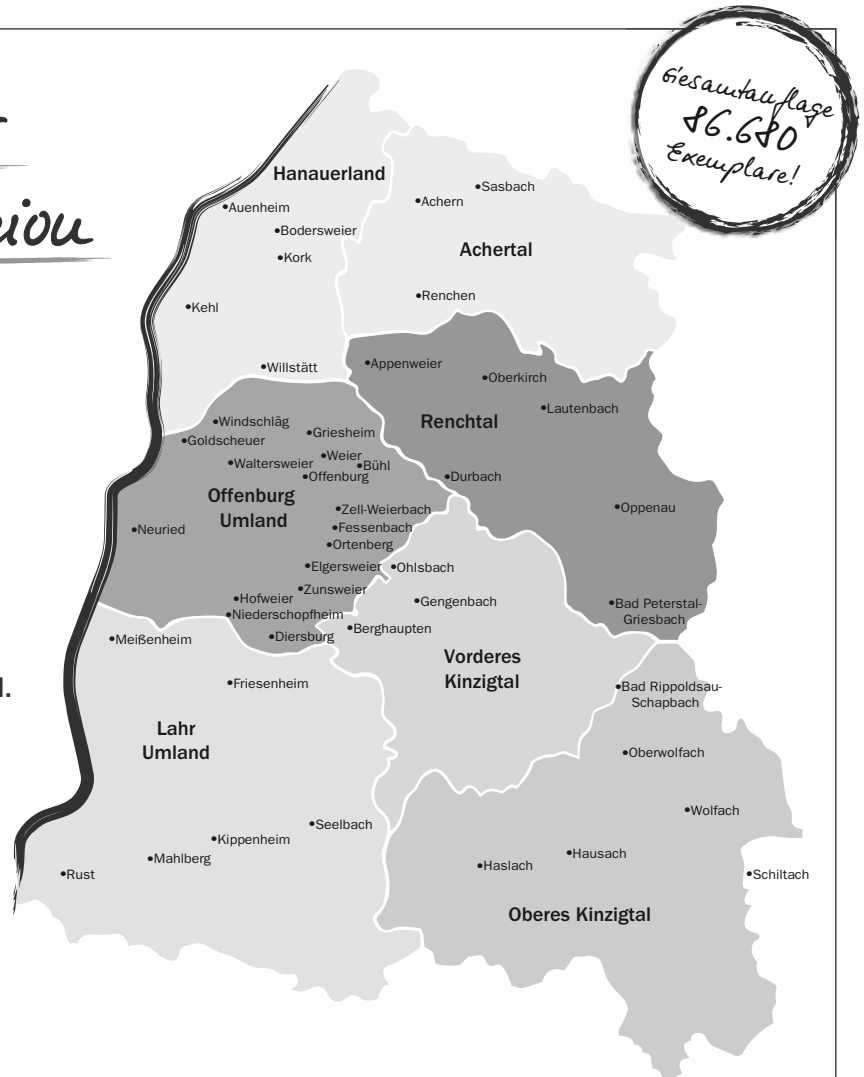 Gesamtauflage
86.680
Exemplare!
Hanauerland
•Auenheim
•Bodersweier
•Kork
•Kehl
•Willstätt
•Sasbach
•Achern
Achertal
•Renchen
•Appenweier
•Oberkirch
•Lautenbach
Renchtal
•Durbach
•Oppenau
•Bad Peterstal-
Griesbach
•Windschläg
•Goldscheuer
•Griesheim
•Weier
•Waltersweier
•Bühl
•Offenburg
Offenburg
Umland
•Neuried
•Zell-Weierbach
•Fessenbach
•Ortenberg
•Elgersweier
•Zunsweier
•Hofweier
•Niederschopfheim
•Diersburg
•Ohlsbach
•Gengenbach
•Berghaupten
Vorderes
Kinzigtal
•Meißenheim
•Friesenheim
Lahr
Umland
•Seelbach
•Kippenheim
•Mahlberg
•Rust
•Bad Rippoldsau-
Schapbach
•Oberwolfach
•Wolfach
•Hausach
•Haslach
•Schiltach
Oberes Kinzigtal